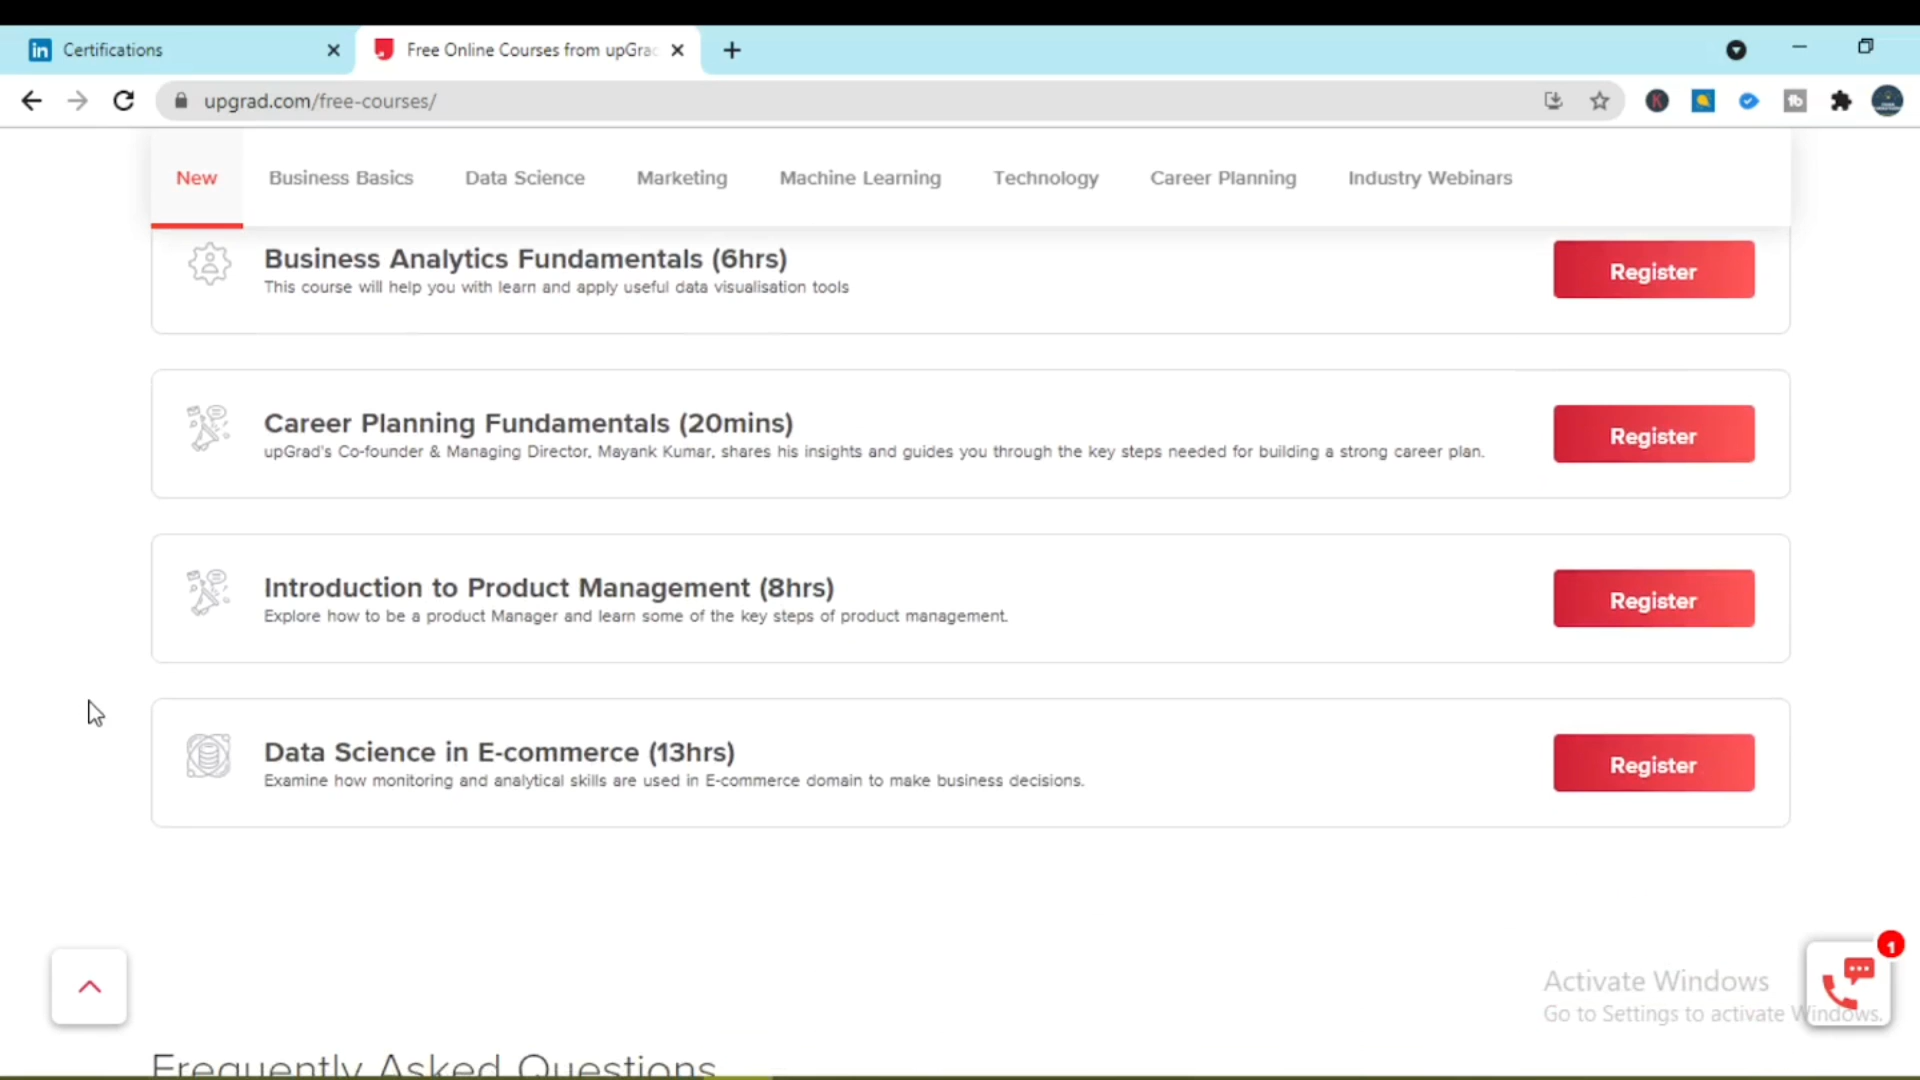 in Certifications
Free Online Courses from upGra
upgrad.com/free-courses/
New Business Basics Data Science Marketing Machine Learning Technology Career Planning Industry Webinars
Business Analytics Fundamentals (6hrs)
This course will help you with learn and apply useful data visualisation tools
Register
Career Planning Fundamentals (20mins)
upGrad's Co-founder & Managing Director, Mayank Kumar, shares his insights and guides you through the key steps needed for building a strong career plan.
Register
Introduction to Product Management (8hrs)
Explore how to be a product Manager and learn some of the key steps of product management.
Register
Data Science in E-commerce (13hrs)
Examine how monitoring and analytical skills are used in E-commerce domain to make business decisions.
Register
1
Activate Windows
Go to Settings to activate Windows.
Frequently Asked Questions